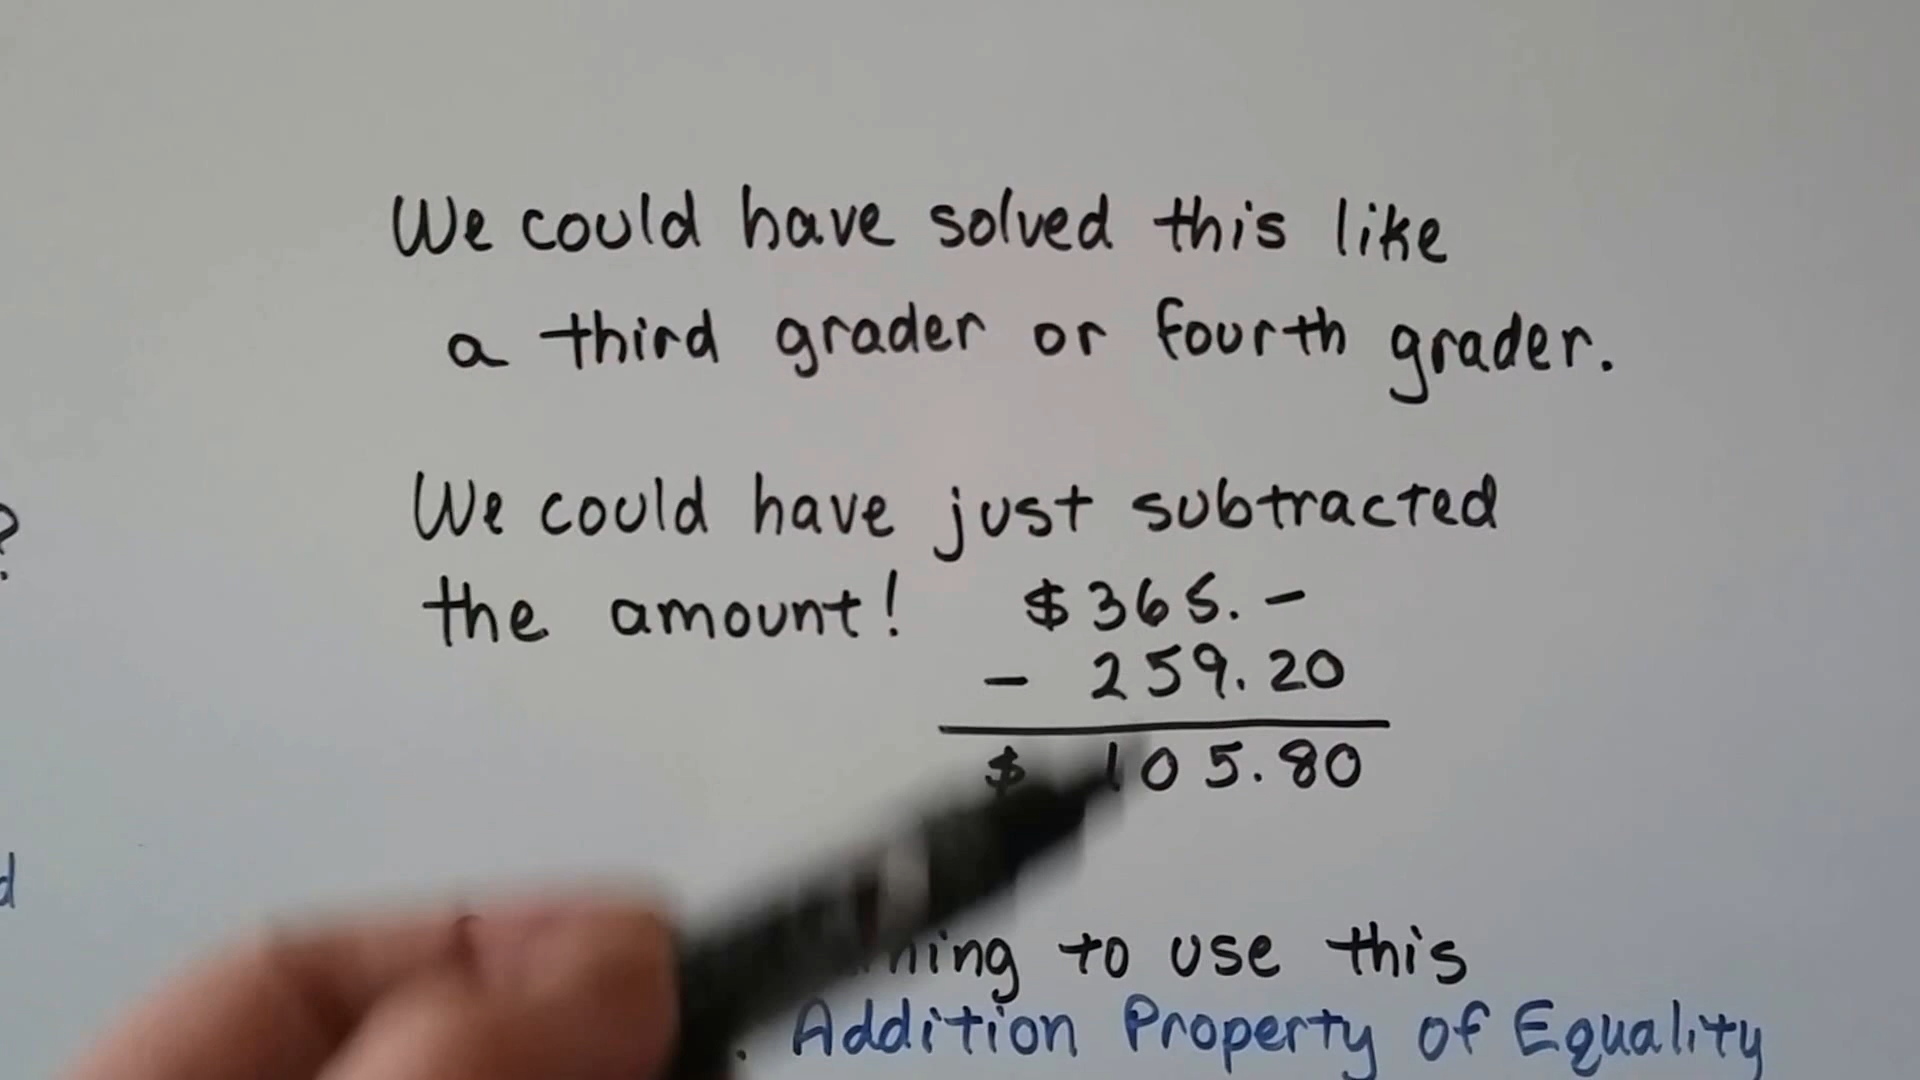 We could have solved this like
a third grader or fourth grader.
We could have just subtracted
the amount! $365.-
- 259.20
$ 105.80
?
d
to use this
. Addition Property of Equality